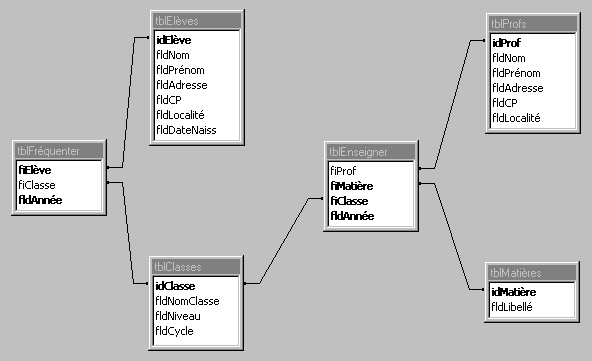 tblElèves
idElève
fldNom
fldPrénom
fldAdresse
fldCP
fldLocalité
fldDateNaiss
tblProfs
idProf
fldNom
fldPrénom
fldAdresse
fldCP
fldLocalité
tblFréquenter
fiElève
fiClasse
fldAnnée
tblEnseigner
fiProf
fiMatière
fiClasse
fldAnnée
tblClasses
idClasse
fldNomClasse
fldNiveau
fldCycle
tblMatières
idMatière
fldLibellé